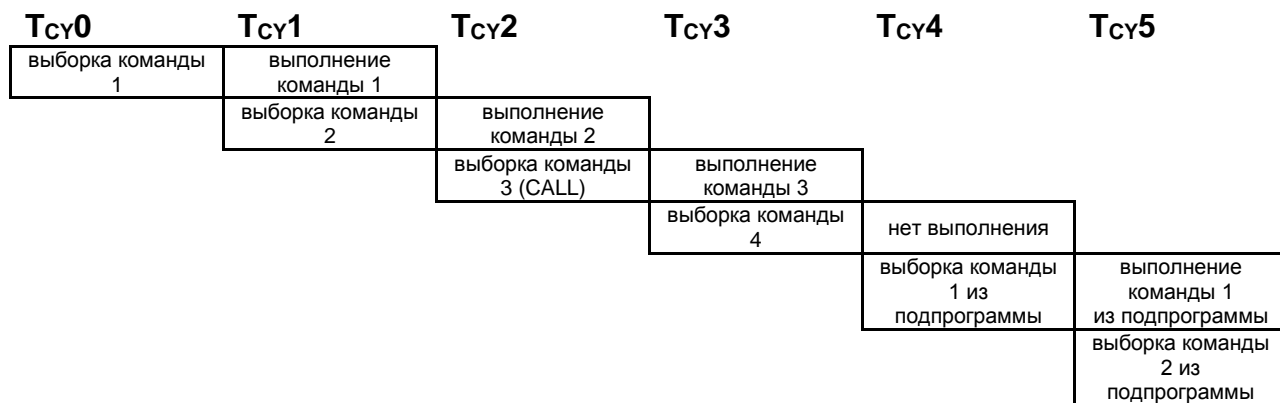 TCY0 TCY1 TCY2 TCY3 TCY4 TCY5
выборка команды
1
выполнение
команды 1
выборка команды
2
выполнение
команды 2
выборка команды
3 (CALL)
выполнение
команды 3
выборка команды
4
нет выполнения
выборка команды
1 из
подпрограммы
выполнение
команды 1
из подпрограммы
выборка команды
2 из
подпрограммы